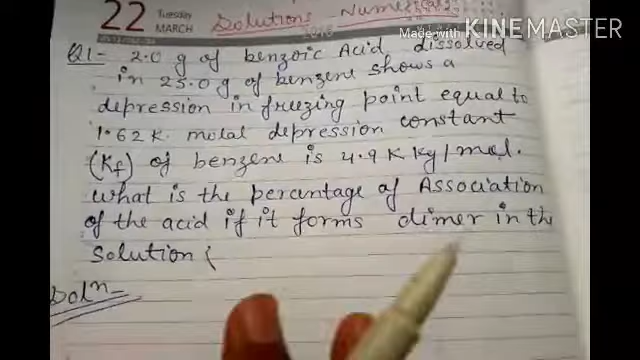 22 Tuesday MARCH
Solutions Numericals
2016
Made with KINEMASTER
Q1- 2.0 g of benzoic Acid dissolved
in 25.0 g of benzene shows a
depression in freezing point equal to
1.62 K. molal depression constant
(Kf) of benzene is 4.9 K kg/mol.
what is the percentage of Association
of the acid if it forms dimer in the
solution (
Solⁿ-